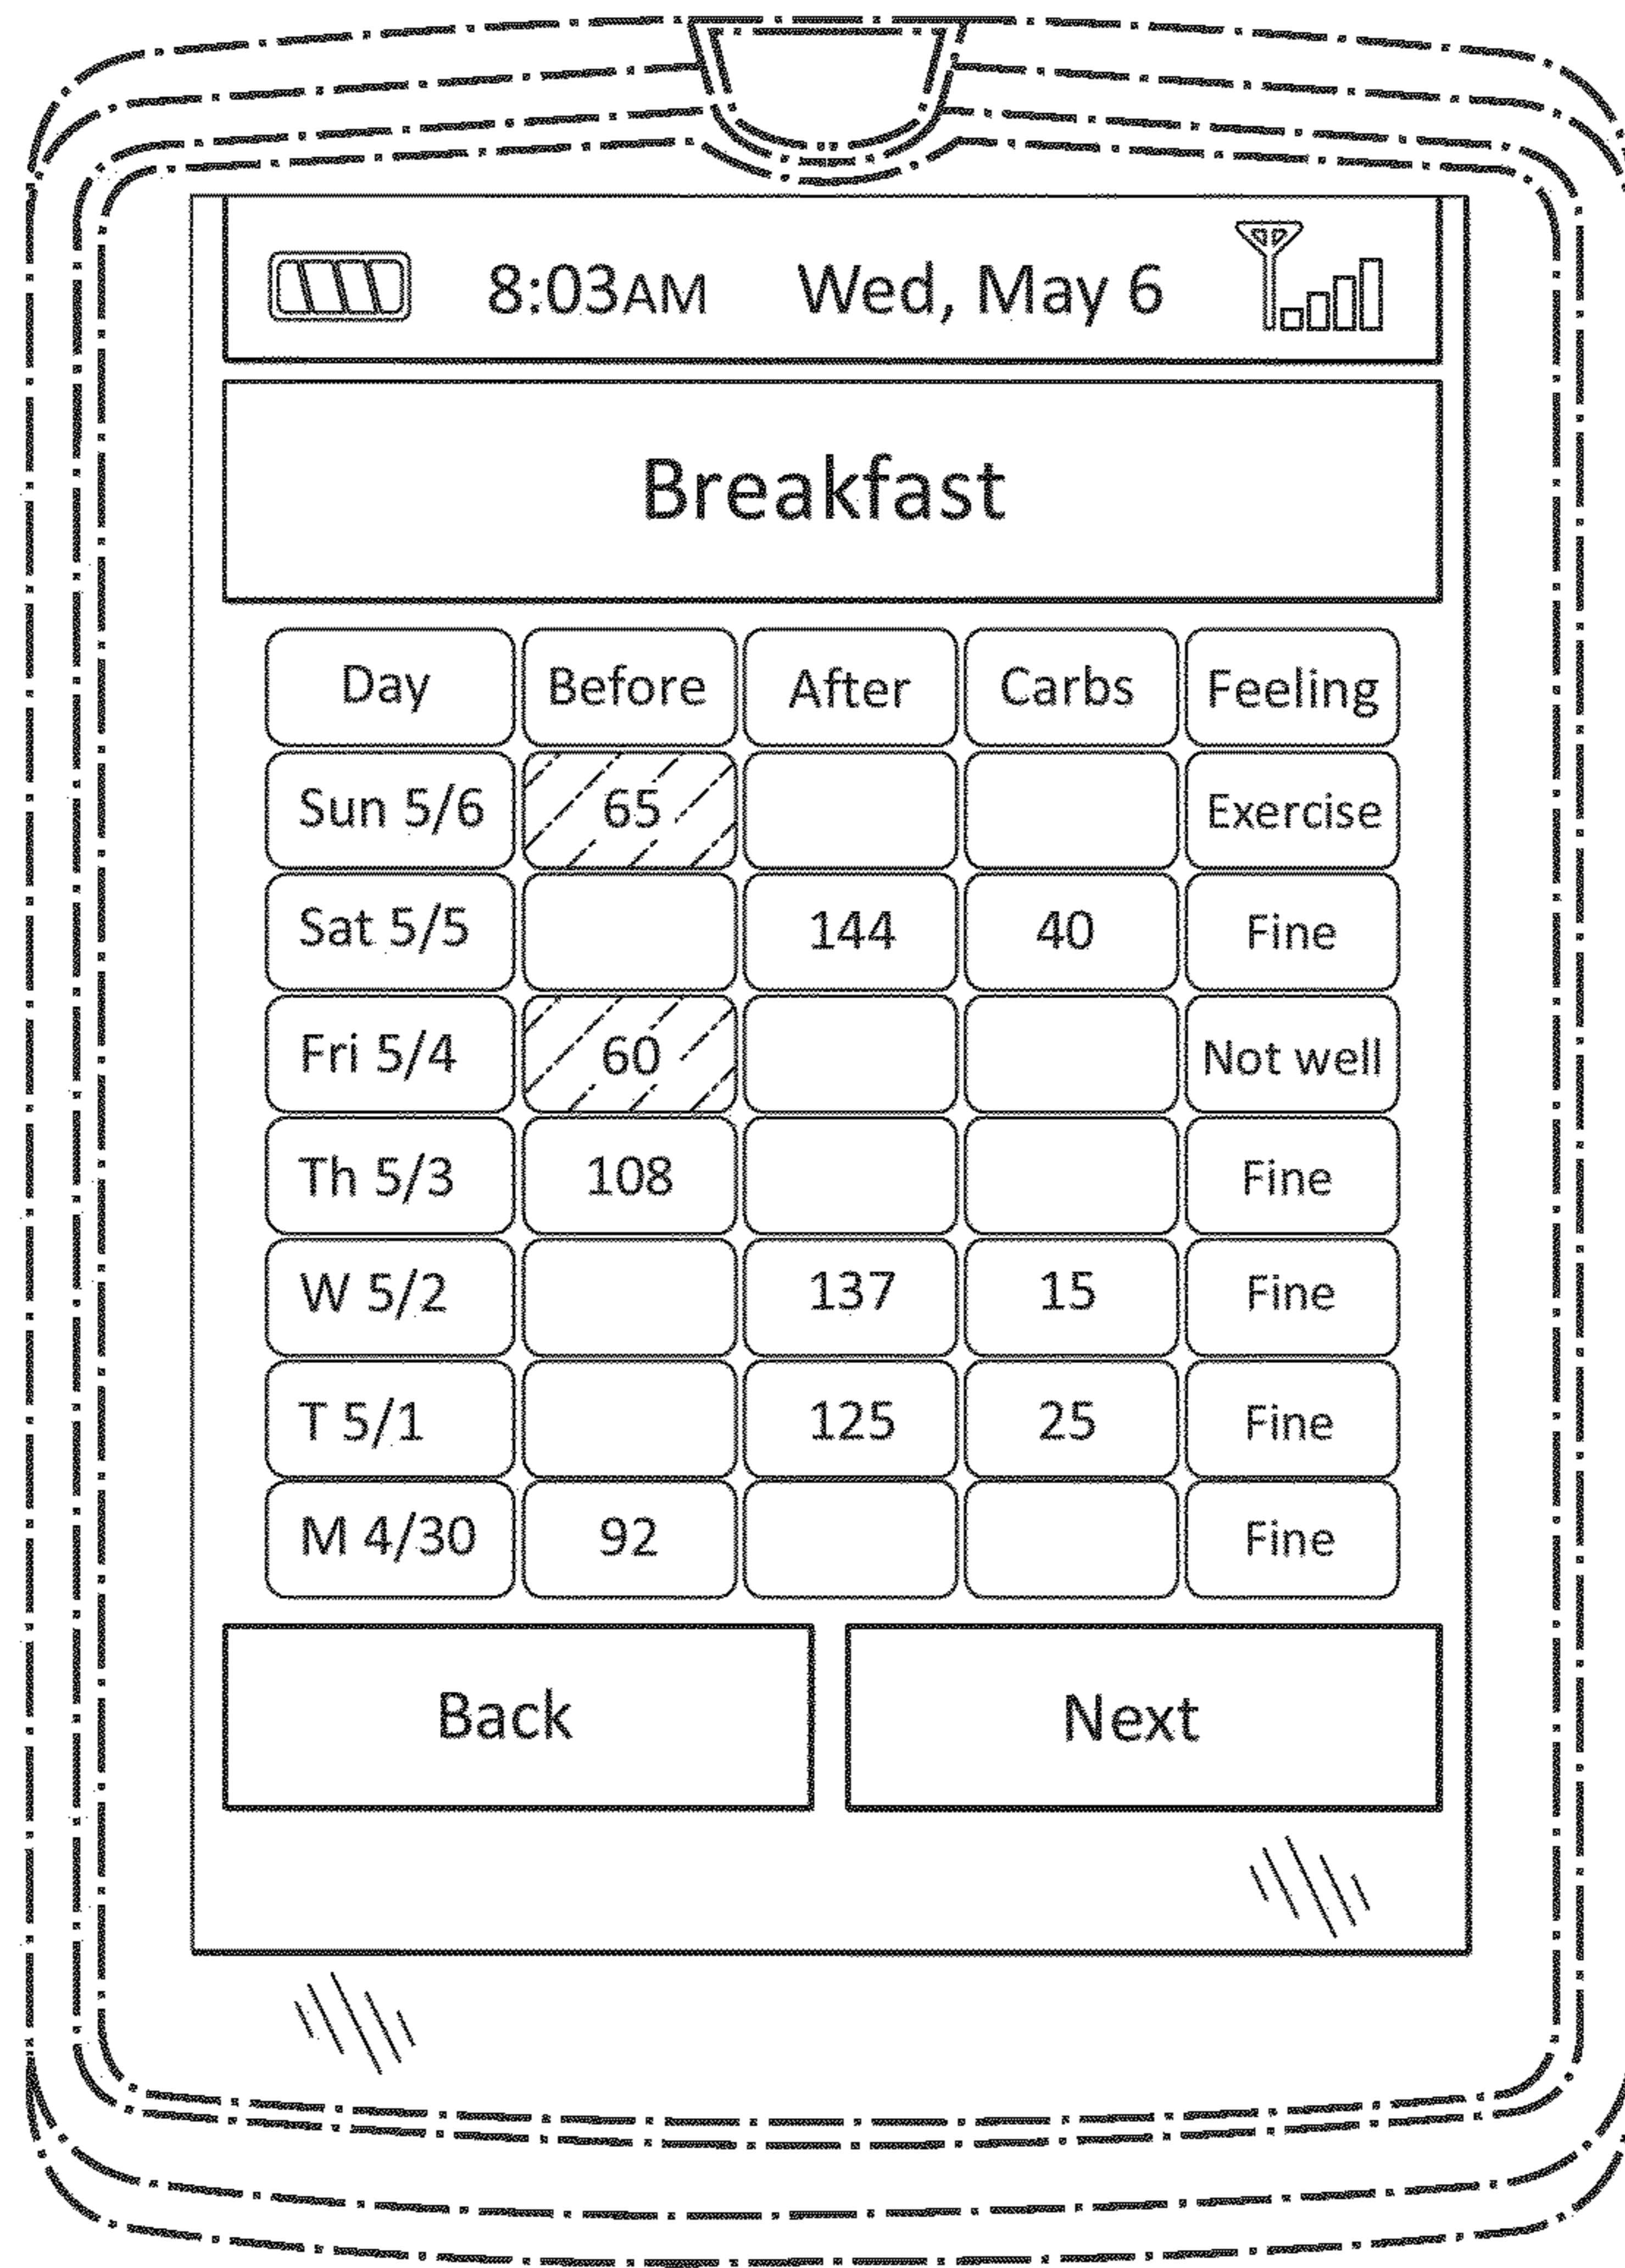 8:03AM Wed, May 6
Breakfast
Day Before After Carbs Feeling
Sun 5/6 65 Exercise
Sat 5/5 144 40 Fine
Fri 5/4 60 Not well
Th 5/3 108 Fine
W 5/2 137 15 Fine
T 5/1 125 25 Fine
M 4/30 92 Fine
Back Next